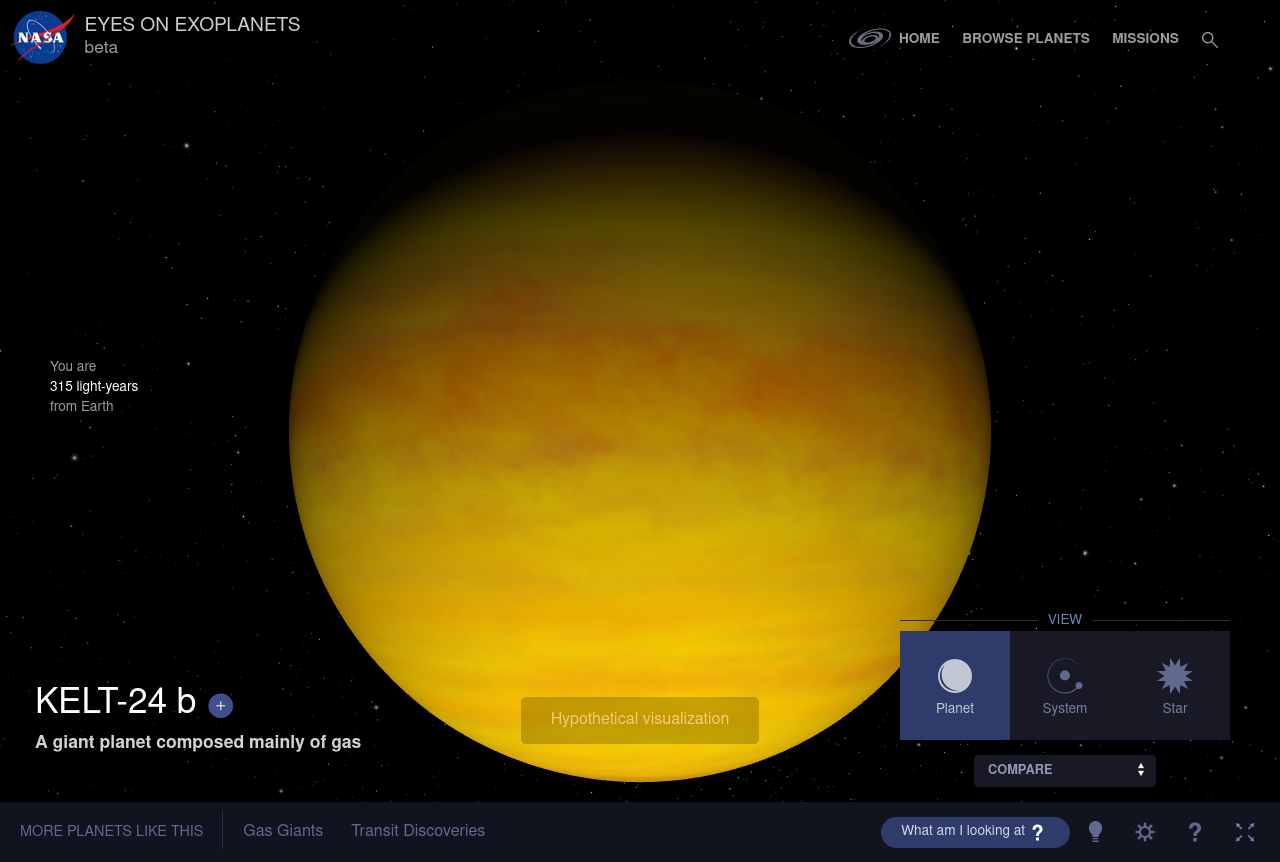 NASA
EYES ON EXOPLANETS
beta
HOME
BROWSE PLANETS
MISSIONS
You are
315 light-years
from Earth
VIEW
Planet
System
Star
COMPARE
KELT-24 b +
A giant planet composed mainly of gas
Hypothetical visualization
MORE PLANETS LIKE THIS
Gas Giants
Transit Discoveries
What am I looking at ?
?